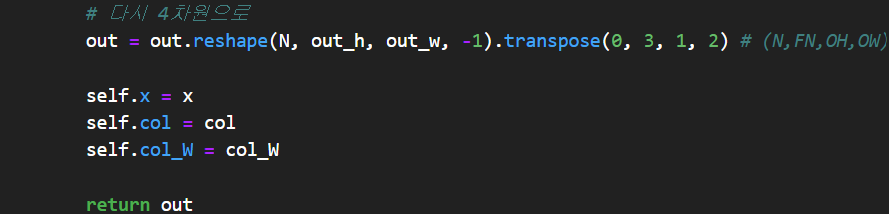 # 다시 4차원으로
out = out.reshape(N, out_h, out_w, -1).transpose(0, 3, 1, 2) # (N,FN,OH,OW)
self.x = x
self.col = col
self.col_W = col_W
return out